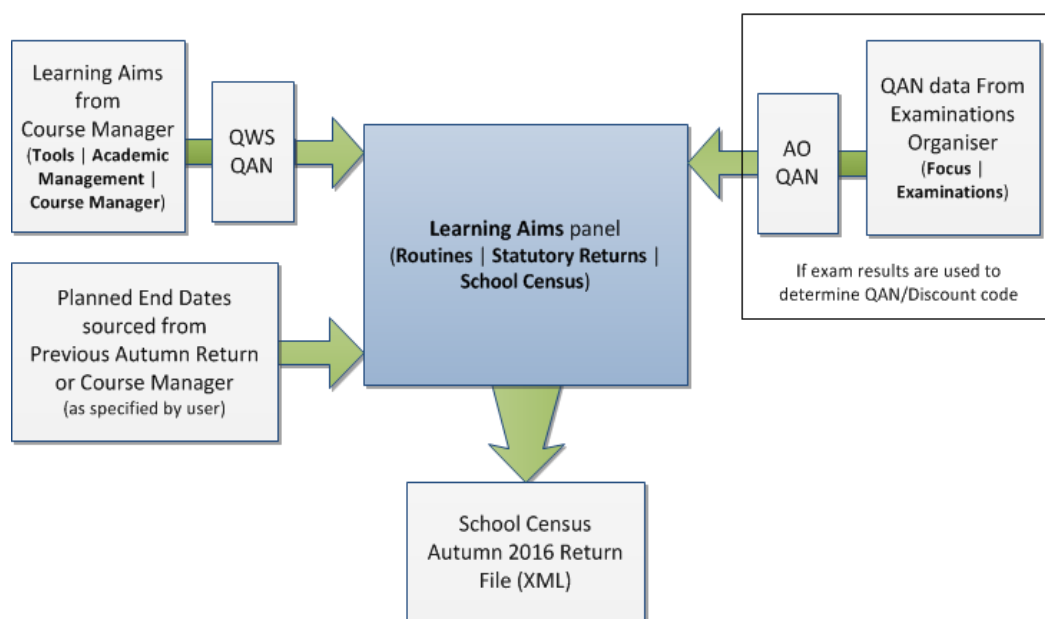 Learning Aims
from
Course Manager
(Tools | Academic
Management |
Course Manager)
QWS
QAN
Learning Aims panel
(Routines | Statutory Returns |
School Census)
AO
QAN
QAN data From
Examinations
Organiser
(Focus |
Examinations)
If exam results are used to
determine QAN/Discount code
Planned End Dates
sourced from
Previous Autumn Return
or Course Manager
(as specified by user)
School Census
Autumn 2016 Return
File (XML)